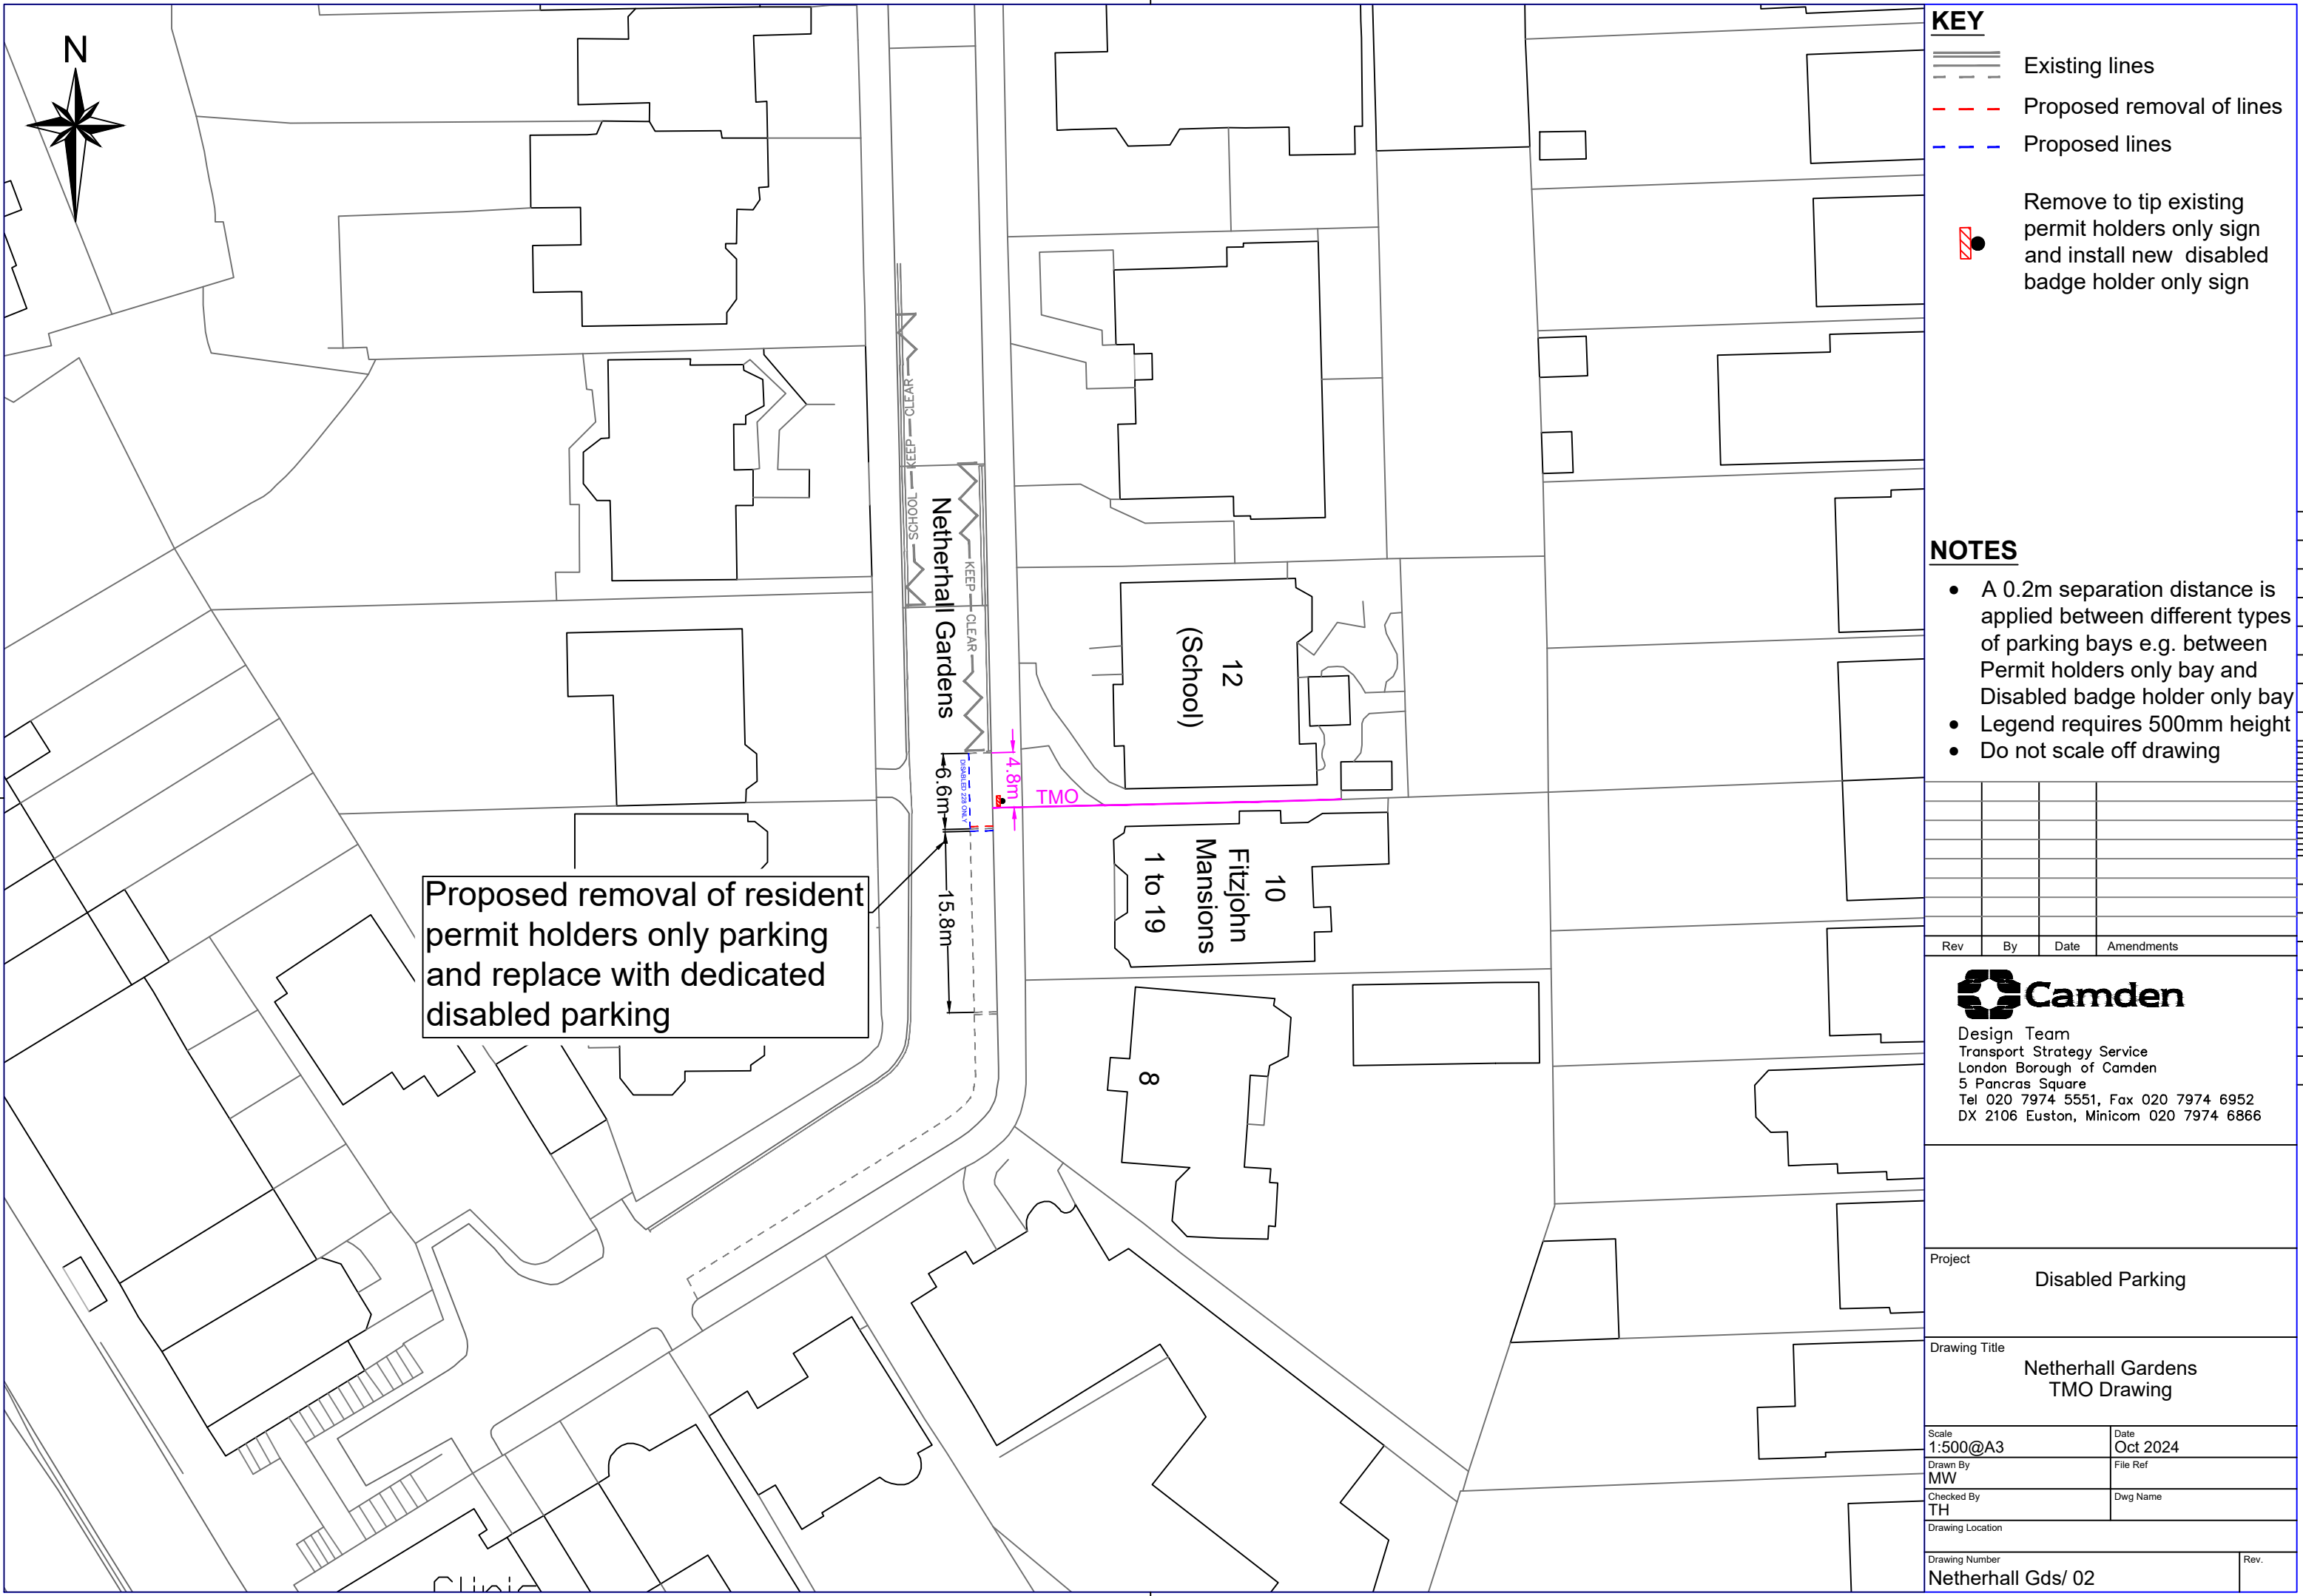 N
SCHOOL KEEP CLEAR
KEEP CLEAR
Netherhall Gardens
12
(School)
4.8m
TMO
6.6m
DISABLED 228 ONLY
15.8m
10
Fitzjohn
Mansions
1 to 19
8
Proposed removal of resident
permit holders only parking
and replace with dedicated
disabled parking
Clinic
KEY
Existing lines
Proposed removal of lines
Proposed lines
Remove to tip existing
permit holders only sign
and install new disabled
badge holder only sign
NOTES
• A 0.2m separation distance is
applied between different types
of parking bays e.g. between
Permit holders only bay and
Disabled badge holder only bay
• Legend requires 500mm height
• Do not scale off drawing
Rev By Date Amendments
Camden
Design Team
Transport Strategy Service
London Borough of Camden
5 Pancras Square
Tel 020 7974 5551, Fax 020 7974 6952
DX 2106 Euston, Minicom 020 7974 6866
Project
Disabled Parking
Drawing Title
Netherhall Gardens
TMO Drawing
Scale
1:500@A3
Date
Oct 2024
Drawn By
MW
File Ref
Checked By
TH
Dwg Name
Drawing Location
Drawing Number
Netherhall Gds/ 02
Rev.